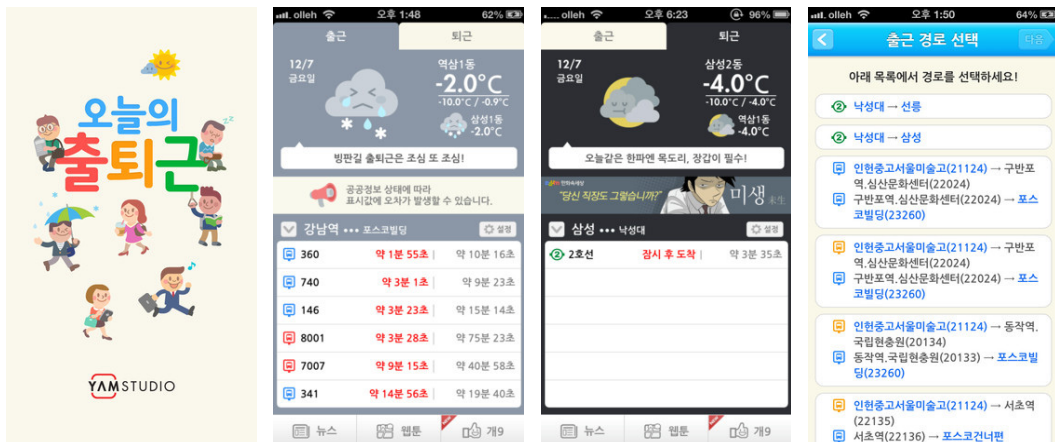 오늘의
출퇴근
YAMSTUDIO
olleh
오후 1:48
62%
출근
퇴근
12/7
금요일
역삼1동
-2.0°C
-10.0°C / -0.9°C
삼성1동
-2.0°C
빙판길 출퇴근은 조심 또 조심!
공공정보 상태에 따라
표시값에 오차가 발생할 수 있습니다.
강남역 ••• 포스코빌딩
설정
360 약 1분 55초 | 약 10분 16초
740 약 3분 1초 | 약 9분 23초
146 약 3분 23초 | 약 15분 14초
8001 약 3분 28초 | 약 75분 23초
7007 약 9분 15초 | 약 40분 58초
341 약 14분 56초 | 약 19분 40초
뉴스
웹툰
개9
olleh
오후 6:23
96%
출근
퇴근
12/7
금요일
삼성2동
-4.0°C
-10.0°C / -4.0°C
역삼1동
-4.0°C
오늘같은 한파엔 목도리, 장갑이 필수!
만화속세상
"당신 직장도 그렇습니까?"
미생
삼성 ••• 낙성대
설정
2 2호선 잠시 후 도착 | 약 3분 35초
뉴스
웹툰
개9
olleh
오후 1:50
64%
출근 경로 선택
다음
아래 목록에서 경로를 선택하세요!
2 낙성대 → 선릉
2 낙성대 → 삼성
인헌중고서울미술고(21124) → 구반포
역.심산문화센터(22024)
구반포역.심산문화센터(22024) → 포스
코빌딩(23260)
인헌중고서울미술고(21124) → 구반포
역.심산문화센터(22024)
구반포역.심산문화센터(22024) → 포스
코빌딩(23260)
인헌중고서울미술고(21124) → 동작역.
국립현충원(20134)
동작역.국립현충원(20133) → 포스코빌
딩(23260)
인헌중고서울미술고(21124) → 서초역
(22135)
서초역(22136) → 포스코건너편